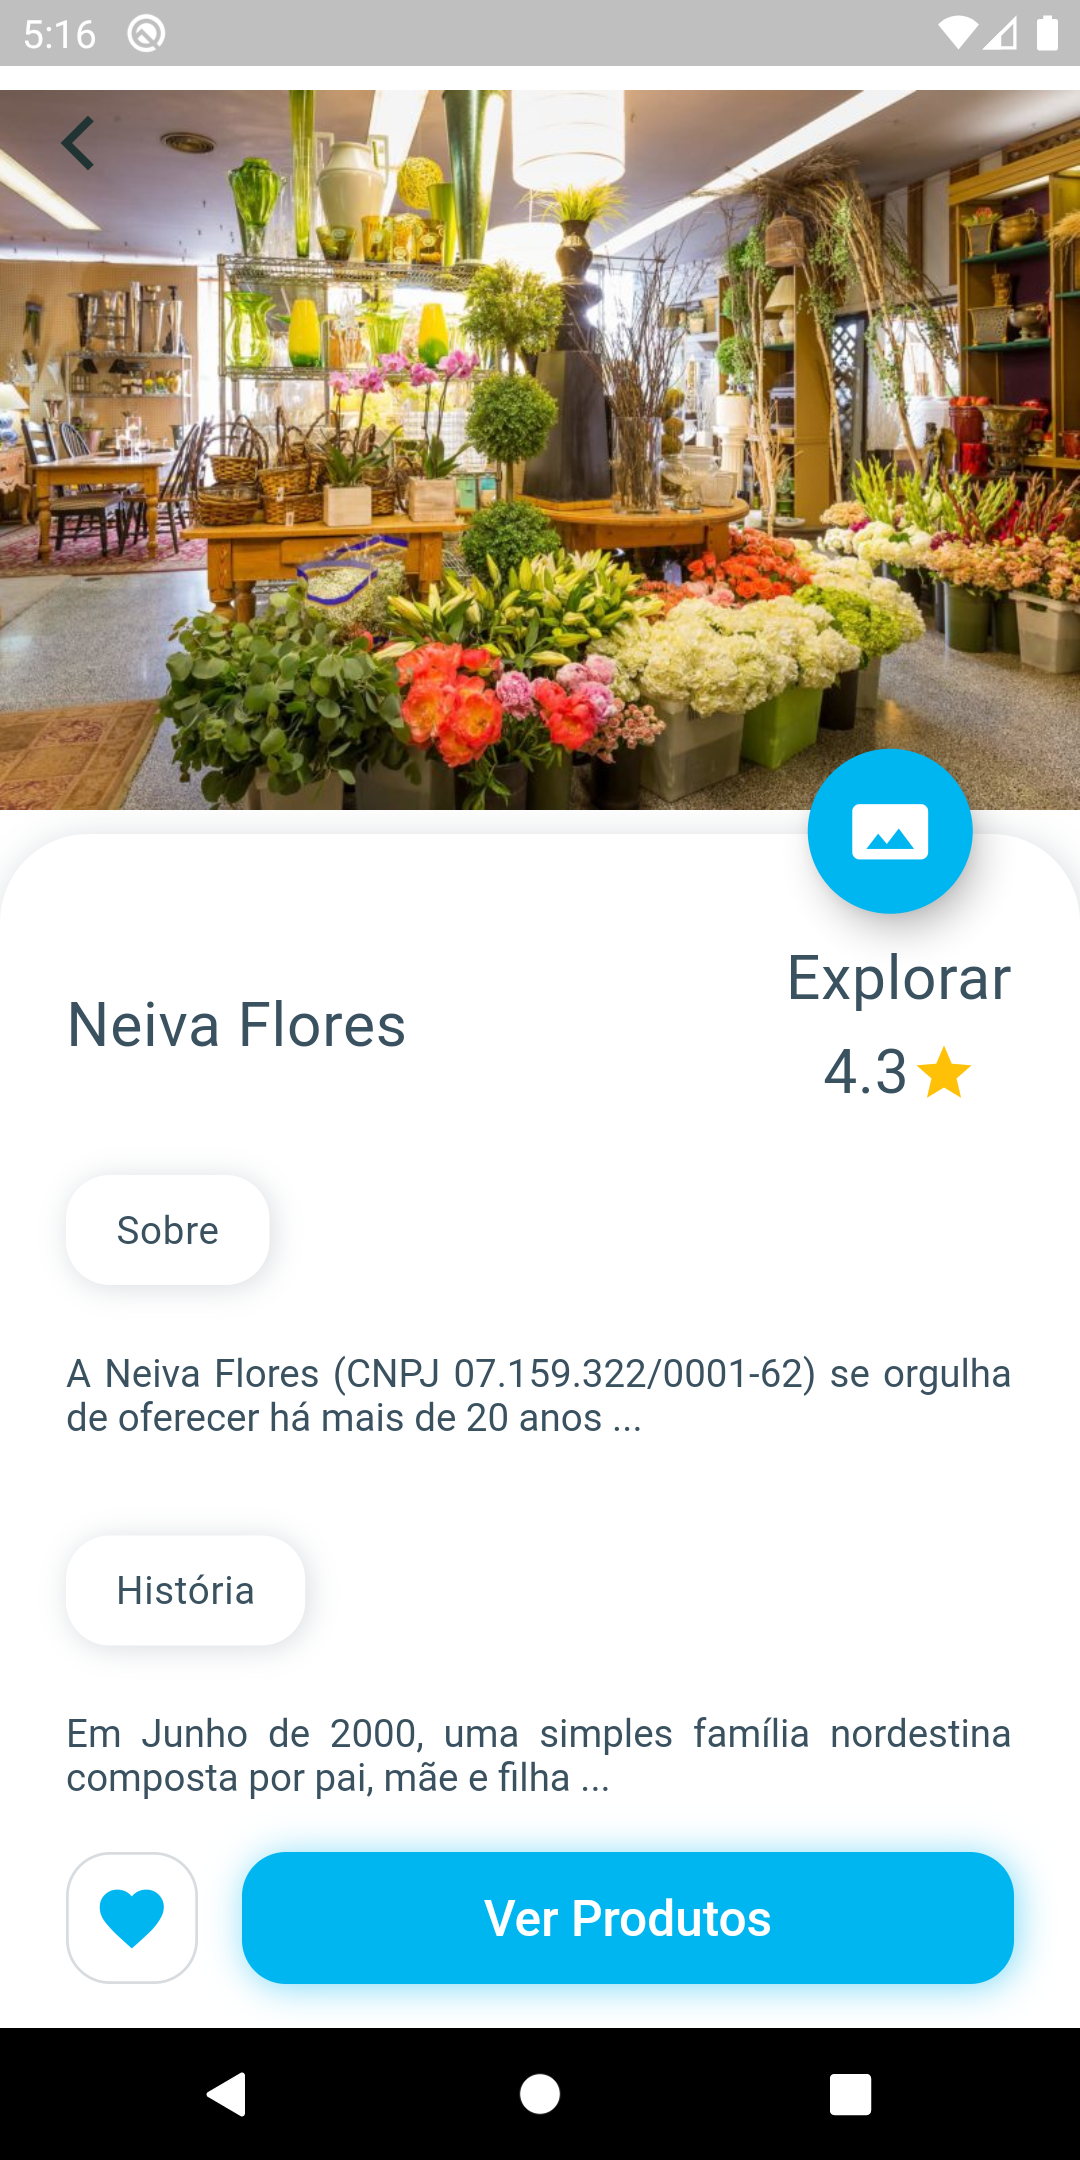 5:16
Neiva Flores
Explorar
4.3
Sobre
A Neiva Flores (CNPJ 07.159.322/0001-62) se orgulha
de oferecer há mais de 20 anos ...
História
Em Junho de 2000, uma simples família nordestina
composta por pai, mãe e filha ...
Ver Produtos